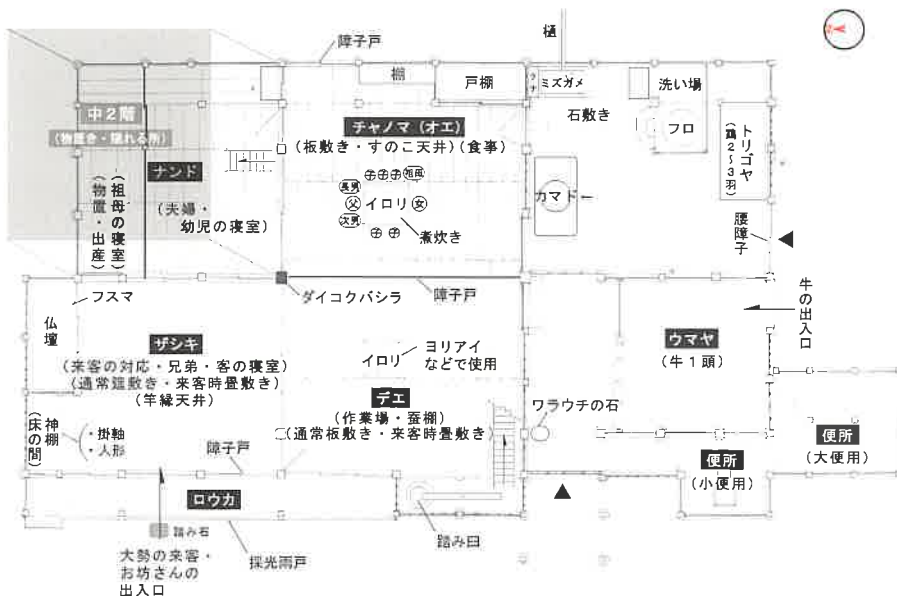 障子戸
樋
棚
戸棚
ミズガメ
洗い場
石敷き
フロ
トリゴヤ
(鶏2〜3羽)
中2階
(物置き・隠れる所)
ナンド
(夫婦・
幼児の寝室)
(祖母の寝室)
(物置・出産)
チャノマ(オエ)
(板敷き・すのこ天井)(食事)
子子子祖母
長男
父イロリ女
次男
子子
煮炊き
カマド
腰障子
フスマ
ダイコクバシラ
障子戸
牛の出入口
仏壇
ザシキ
(来客の対応・兄弟・客の寝室)
(通常筵敷き・来客時畳敷き)
(竿縁天井)
イロリ
ヨリアイ
などで使用
ウマヤ
(牛1頭)
デエ
(作業場・蚕棚)
(通常板敷き・来客時畳敷き)
ワラウチの石
神棚
(床の間)
・掛軸
・人形
障子戸
便所
(小便用)
便所
(大便用)
ロウカ
踏み石
踏み臼
採光雨戸
大勢の来客・
お坊さんの
出入口